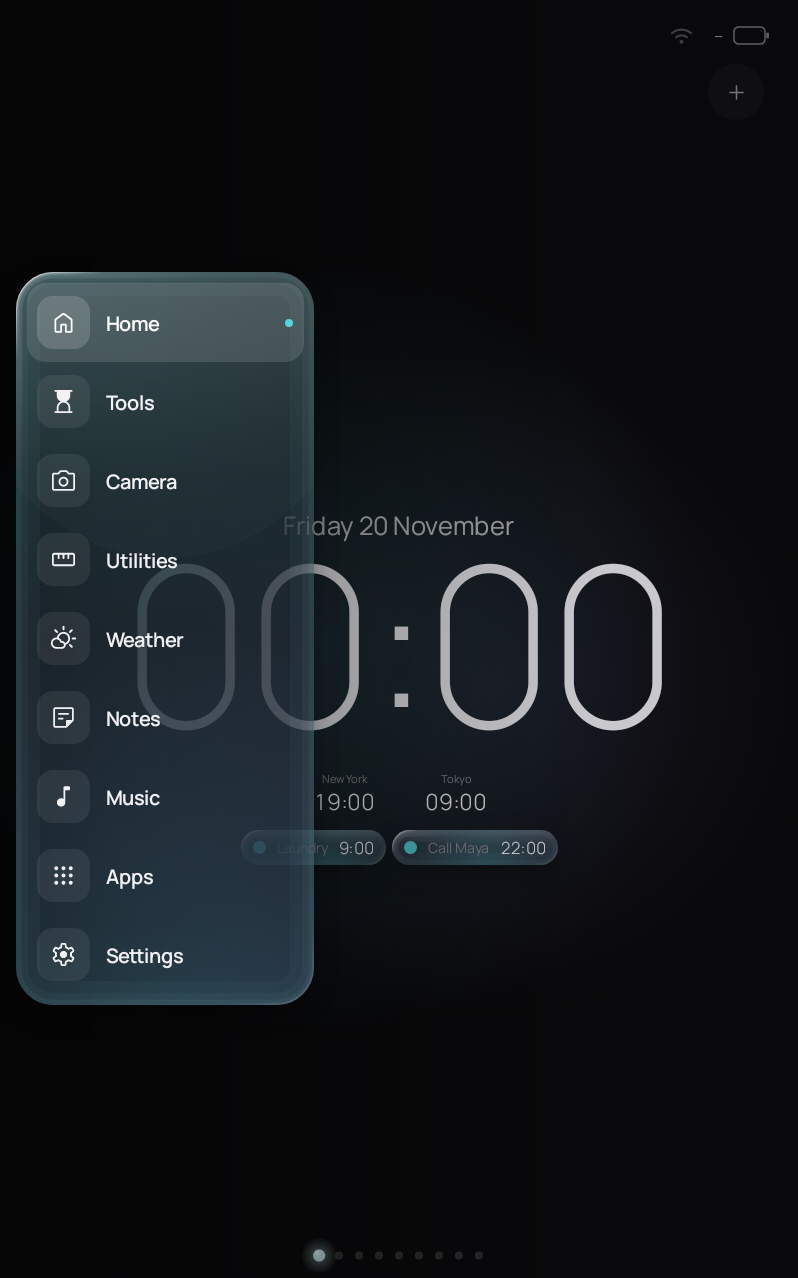 –
+
Home
Tools
Camera
Friday 20 November
Utilities
00:00
Weather
Notes
New York Tokyo
Music
19:00 09:00
Laundry 9:00 Call Maya 22:00
Apps
Settings